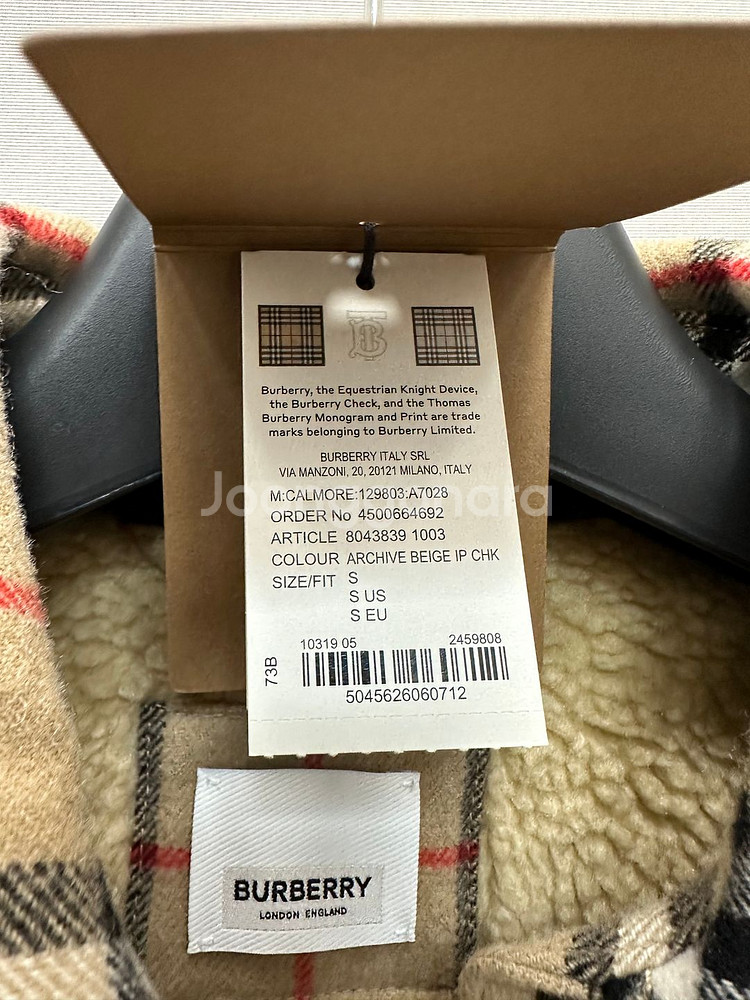 Burberry, the Equestrian Knight Device,
the Burberry Check, and the Thomas
Burberry Monogram and Print are trade
marks belonging to Burberry Limited.
BURBERRY ITALY SRL
VIA MANZONI, 20, 20121 MILANO, ITALY
M:CALMORE:129803:A7028
Joonggonara
ORDER No 4500664692
ARTICLE 8043839 1003
COLOUR ARCHIVE BEIGE IP CHK
SIZE/FIT S
S US
S EU
10319 05 2459808
73B
5045626060712
BURBERRY
LONDON ENGLAND